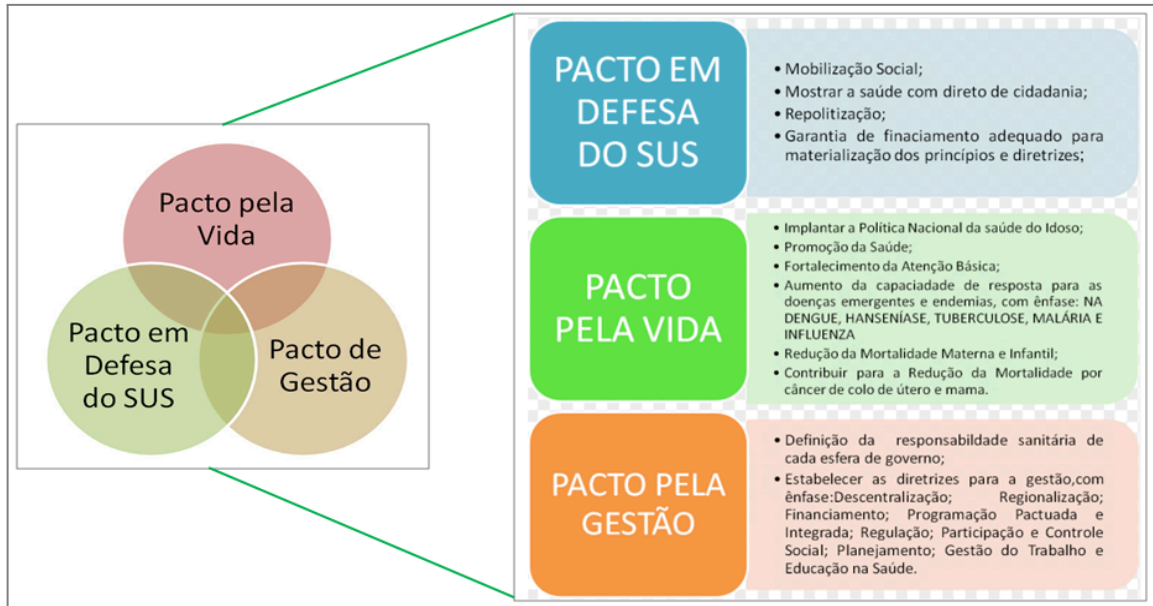 Pacto pela
Vida
Pacto em
Defesa
do SUS
Pacto de
Gestão
PACTO EM
DEFESA
DO SUS
• Mobilização Social;
• Mostrar a saúde com direto de cidadania;
• Repolitização;
• Garantia de finaciamento adequado para
materialização dos princípios e diretrizes;
PACTO
PELA VIDA
• Implantar a Política Nacional da saúde do Idoso;
• Promoção da Saúde;
• Fortalecimento da Atenção Básica;
• Aumento da capaciadade de resposta para as
doenças emergentes e endemias, com ênfase: NA
DENGUE, HANSENÍASE, TUBERCULOSE, MALÁRIA E
INFLUENZA
• Redução da Mortalidade Materna e Infantil;
• Contribuir para a Redução da Mortalidade por
câncer de colo de útero e mama.
PACTO PELA
GESTÃO
• Definição da responsabildade sanitária de
cada esfera de governo;
• Estabelecer as diretrizes para a gestão,com
ênfase:Descentralização; Regionalização;
Financiamento; Programação Pactuada e
Integrada; Regulação; Participação e Controle
Social; Planejamento; Gestão do Trabalho e
Educação na Saúde.